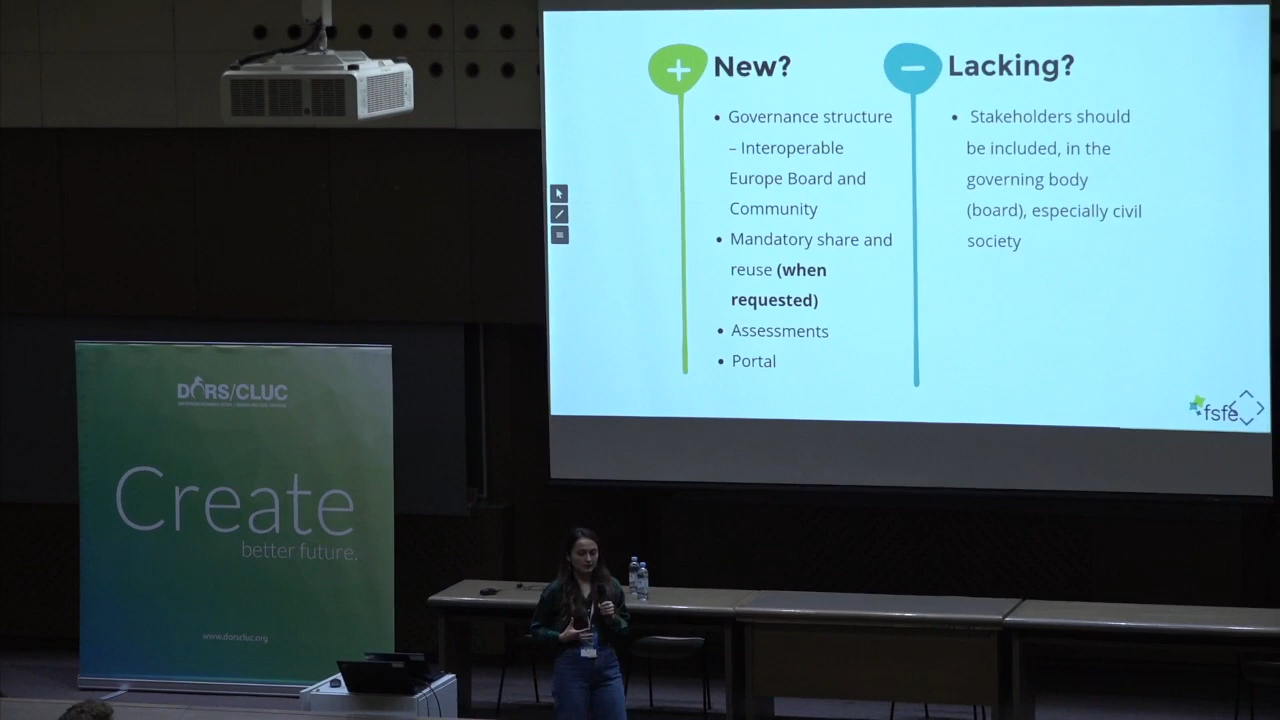 New?
• Governance structure
– Interoperable
Europe Board and
Community
• Mandatory share and
reuse (when
requested)
• Assessments
• Portal
Lacking?
• Stakeholders should
be included, in the
governing body
(board), especially civil
society
fsfe
DORS/CLUC
Create
better future.
www.dorscluc.org